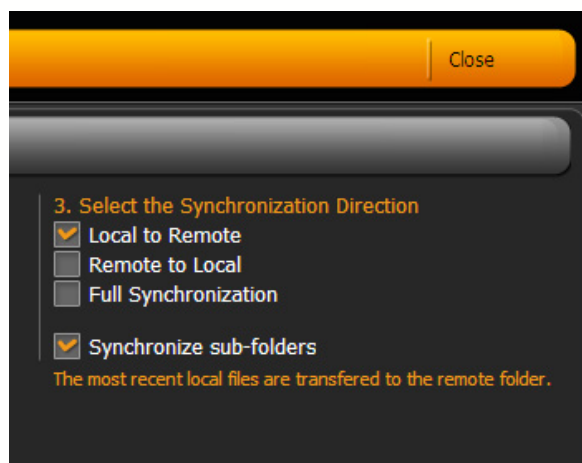 Close
3. Select the Synchronization Direction
Local to Remote
Remote to Local
Full Synchronization
Synchronize sub-folders
The most recent local files are transfered to the remote folder.